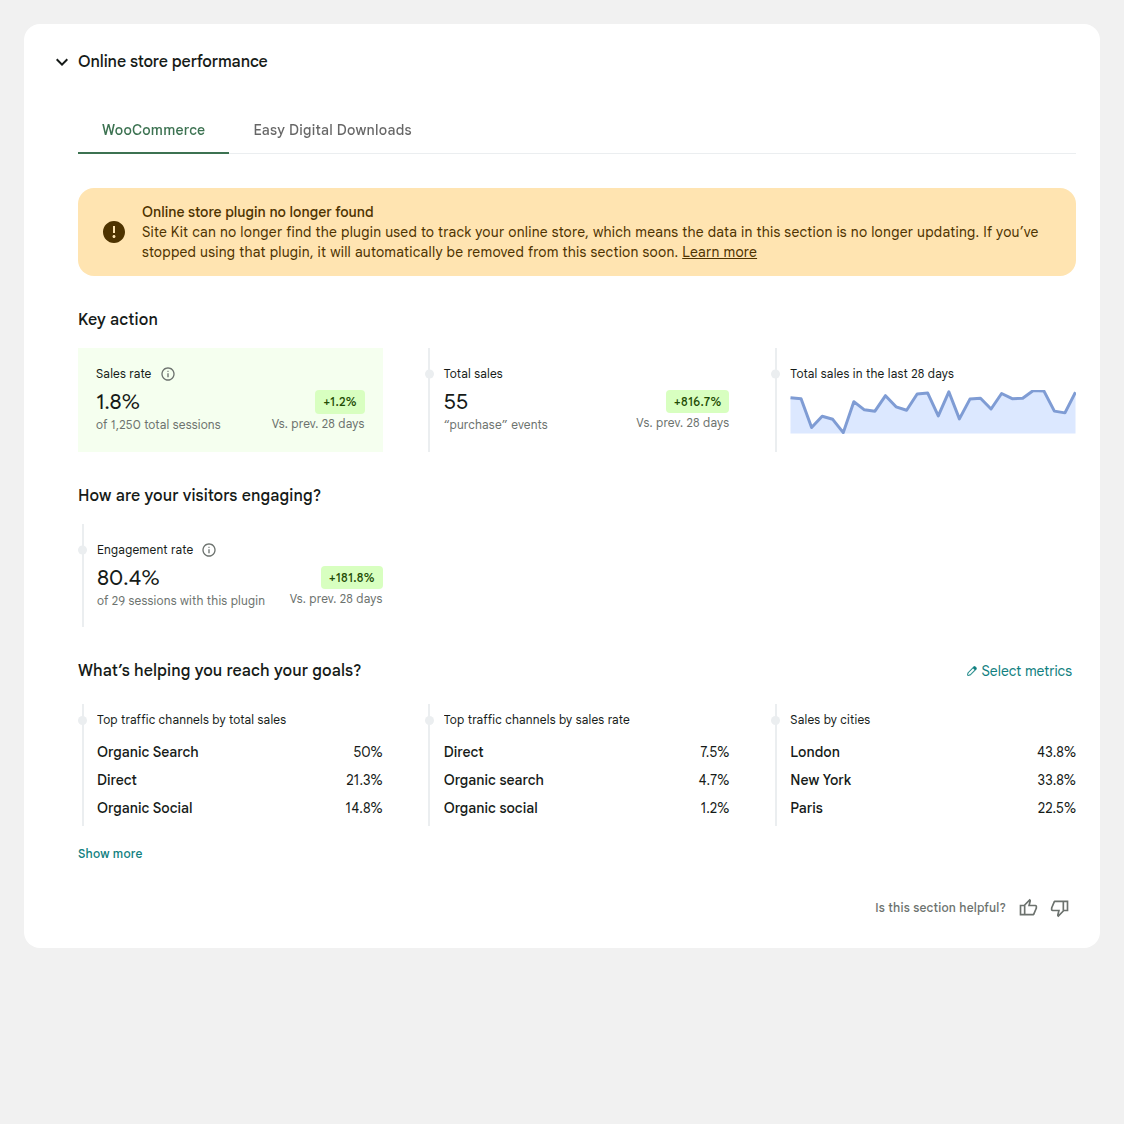 Online store performance
WooCommerce
Easy Digital Downloads
Online store plugin no longer found
Site Kit can no longer find the plugin used to track your online store, which means the data in this section is no longer updating. If you’ve
stopped using that plugin, it will automatically be removed from this section soon. Learn more
Key action
Sales rate
1.8%
+1.2%
of 1,250 total sessions
Vs. prev. 28 days
Total sales
55
+816.7%
“purchase” events
Vs. prev. 28 days
Total sales in the last 28 days
How are your visitors engaging?
Engagement rate
80.4%
+181.8%
of 29 sessions with this plugin
Vs. prev. 28 days
What’s helping you reach your goals?
Select metrics
Top traffic channels by total sales
Organic Search 50%
Direct 21.3%
Organic Social 14.8%
Top traffic channels by sales rate
Direct 7.5%
Organic search 4.7%
Organic social 1.2%
Sales by cities
London 43.8%
New York 33.8%
Paris 22.5%
Show more
Is this section helpful?